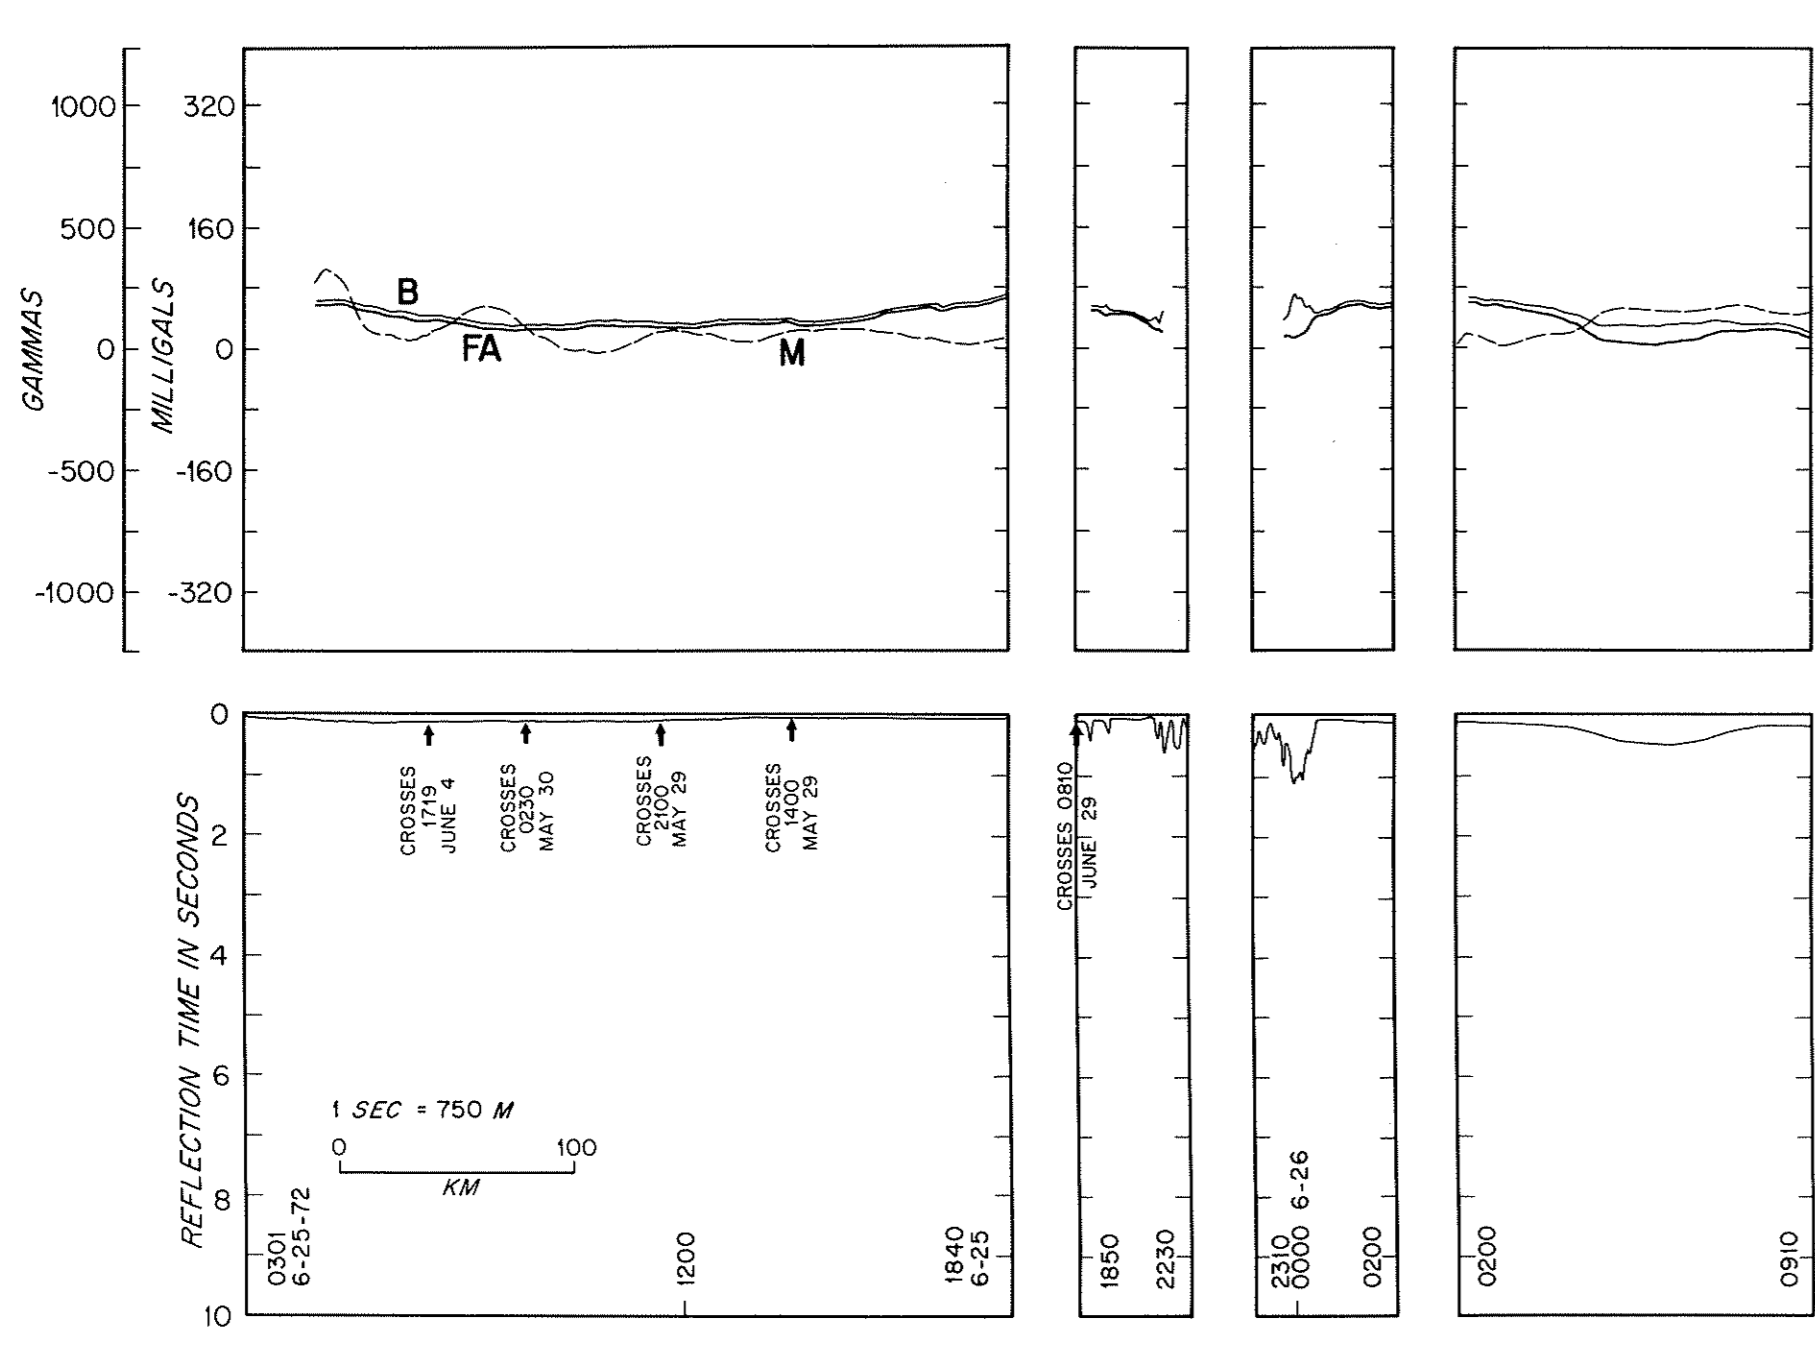 GAMMAS
1000
500
0
-500
-1000
MILLIGALS
320
160
0
-160
-320
B
FA
M
REFLECTION TIME IN SECONDS
0
2
4
6
8
10
CROSSES
1719
JUNE 4
CROSSES
0230
MAY 30
CROSSES
2100
MAY 29
CROSSES
1400
MAY 29
CROSSES 0810
JUNE 29
1 SEC = 750 M
0 100
KM
0301
6-25-72
1200
1840
6-25
1850
2230
2310
0000 6-26
0200
0200
0910